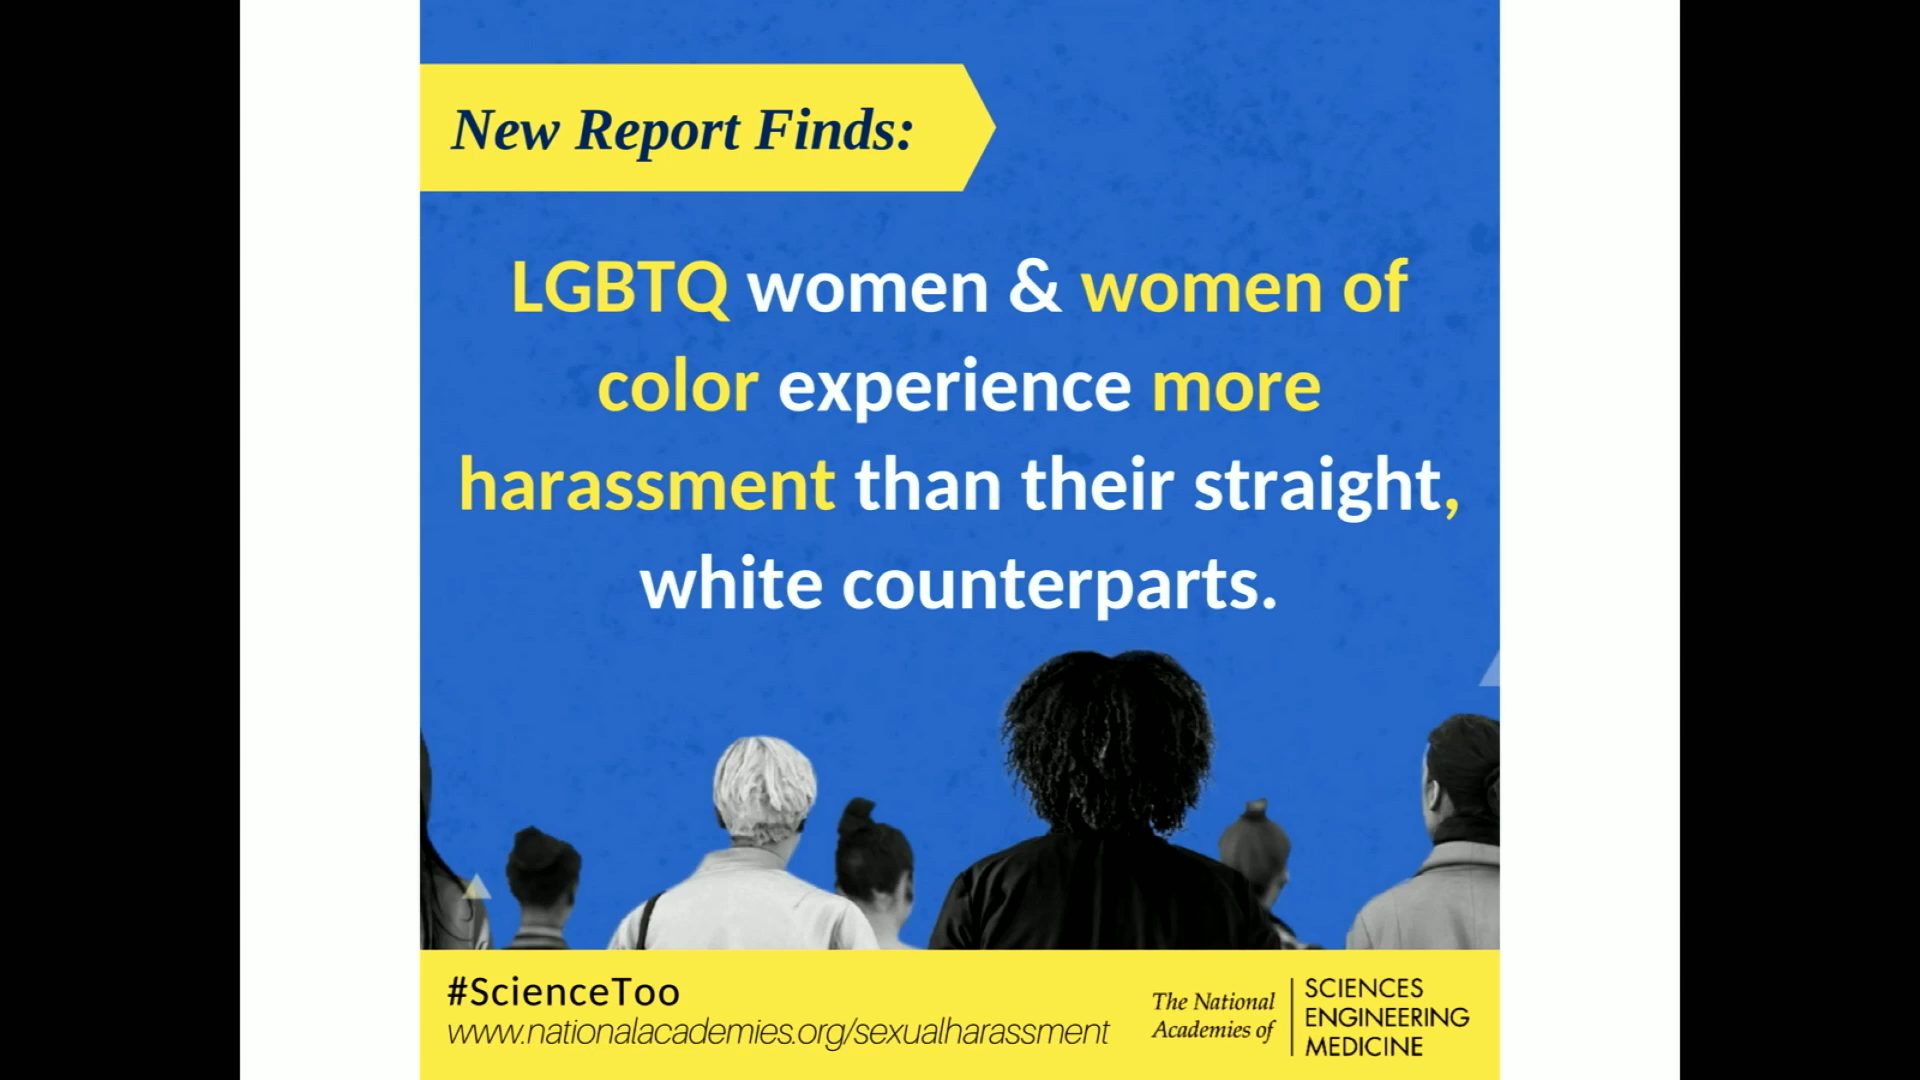 New Report Finds:
LGBTQ women & women of
color experience more
harassment than their straight,
white counterparts.
#ScienceToo
www.nationalacademies.org/sexualharassment
The National
Academies of
SCIENCES
ENGINEERING
MEDICINE